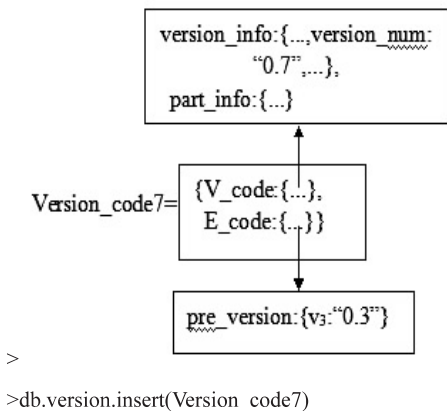 version_info:{...,version_num:
“0.7”,...},
part_info:{...}
Version_code7=
{V_code:{...},
E_code:{...}}
pre_version:{v₃:“0.3”}
>
>db.version.insert(Version_code7)